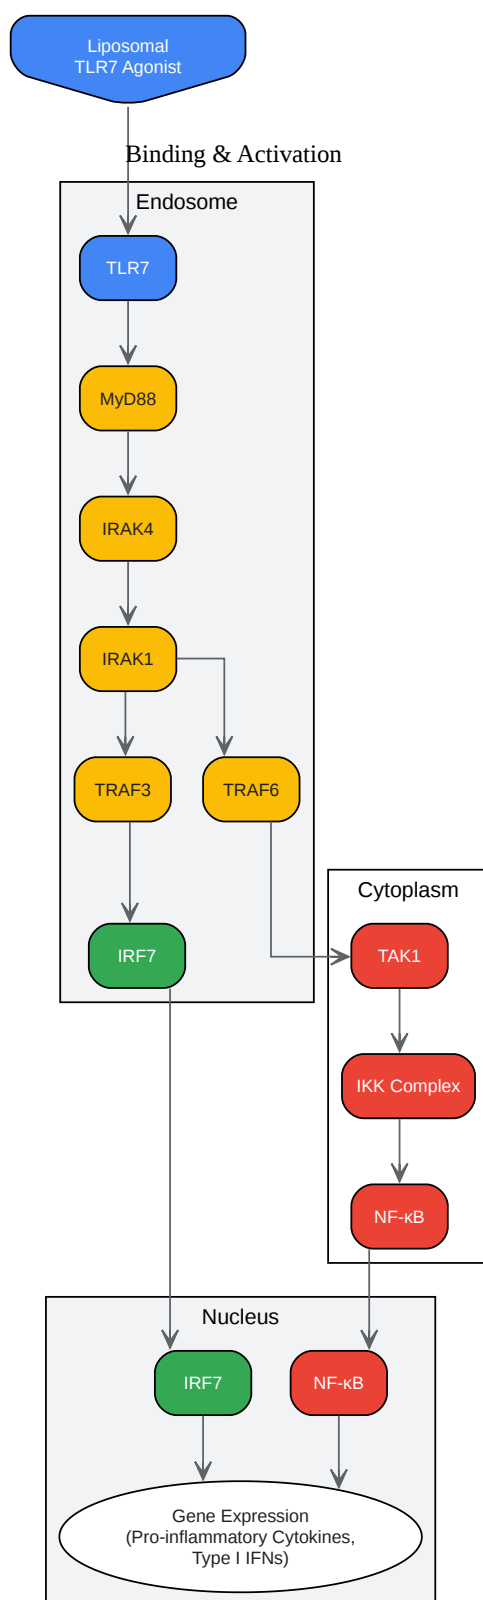 Liposomal
TLR7 Agonist
Binding & Activation
Endosome
TLR7
MyD88
IRAK4
IRAK1
TRAF3
TRAF6
Cytoplasm
IRF7
TAK1
IKK Complex
NF-κB
Nucleus
IRF7
NF-κB
Gene Expression
(Pro-inflammatory Cytokines,
Type I IFNs)